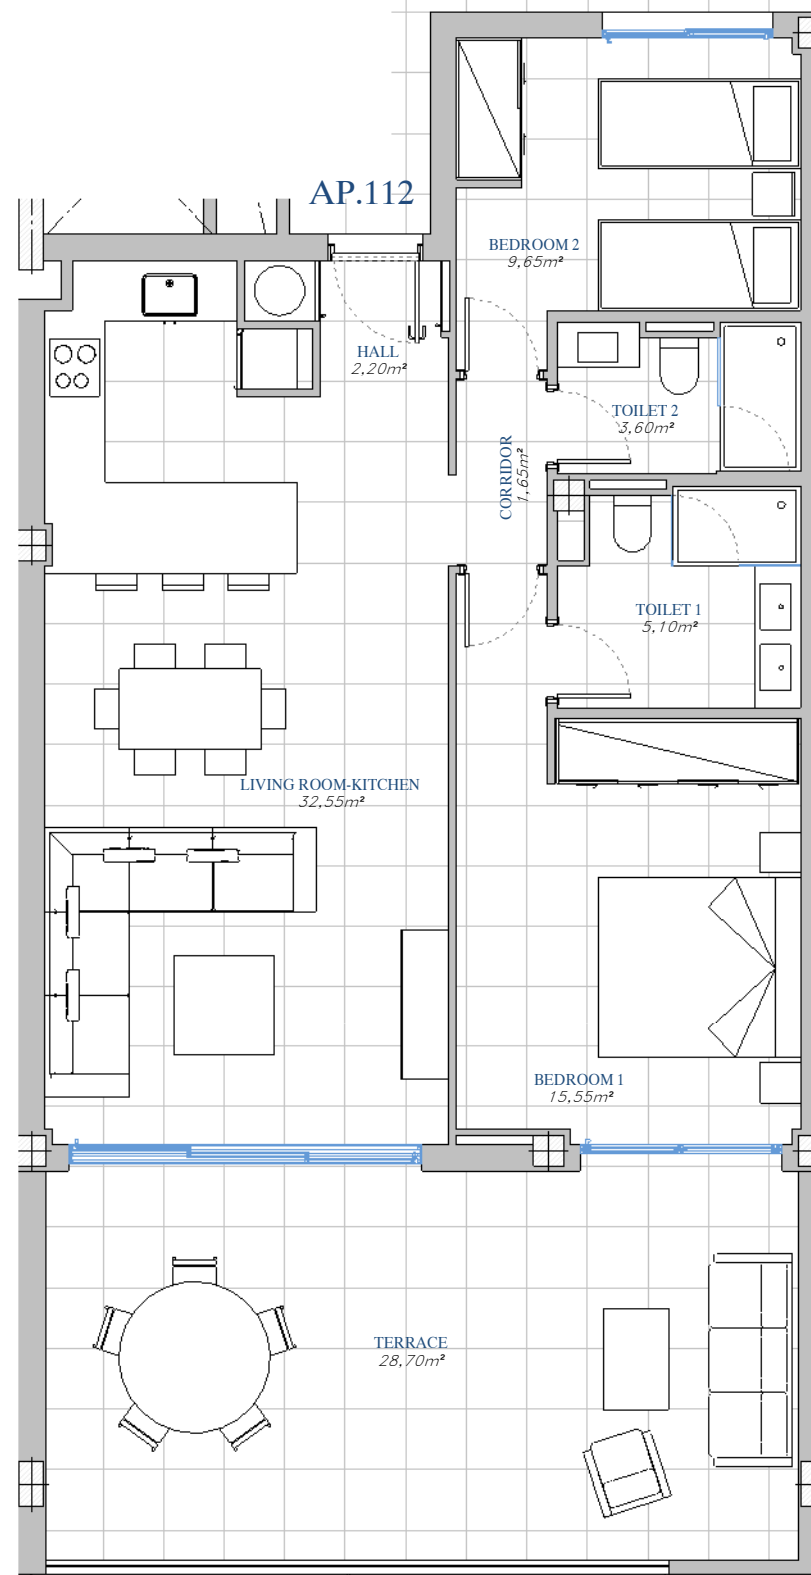 AP.112
BEDROOM 2
9,65m²
HALL
2,20m²
TOILET 2
3,60m²
CORRIDOR
1,65m²
TOILET 1
5,10m²
LIVING ROOM-KITCHEN
32,55m²
BEDROOM 1
15,55m²
TERRACE
28,70m²